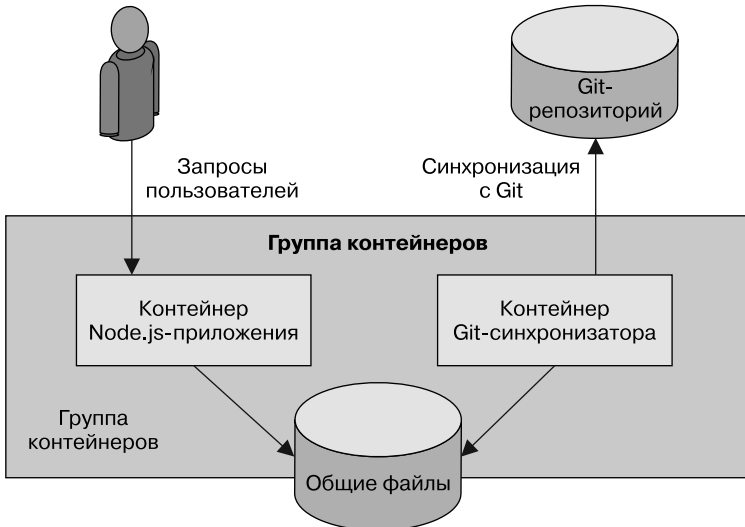 Git-
репозиторий
Запросы
пользователей
Синхронизация
с Git
Группа контейнеров
Контейнер
Node.js-приложения
Контейнер
Git-синхронизатора
Группа
контейнеров
Общие файлы